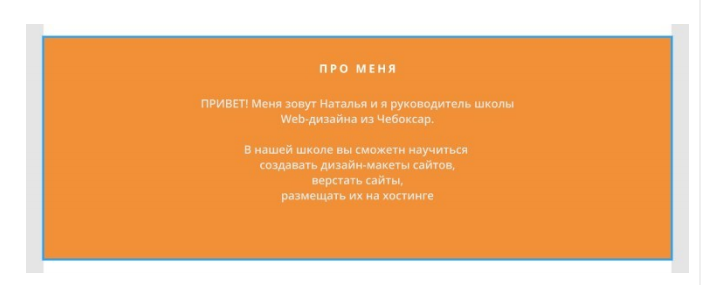 ПРО МЕНЯ
ПРИВЕТ! Меня зовут Наталья и я руководитель школы
Web-дизайна из Чебоксар.
В нашей школе вы сможетн научиться
создавать дизайн-макеты сайтов,
верстать сайты,
размещать их на хостинге